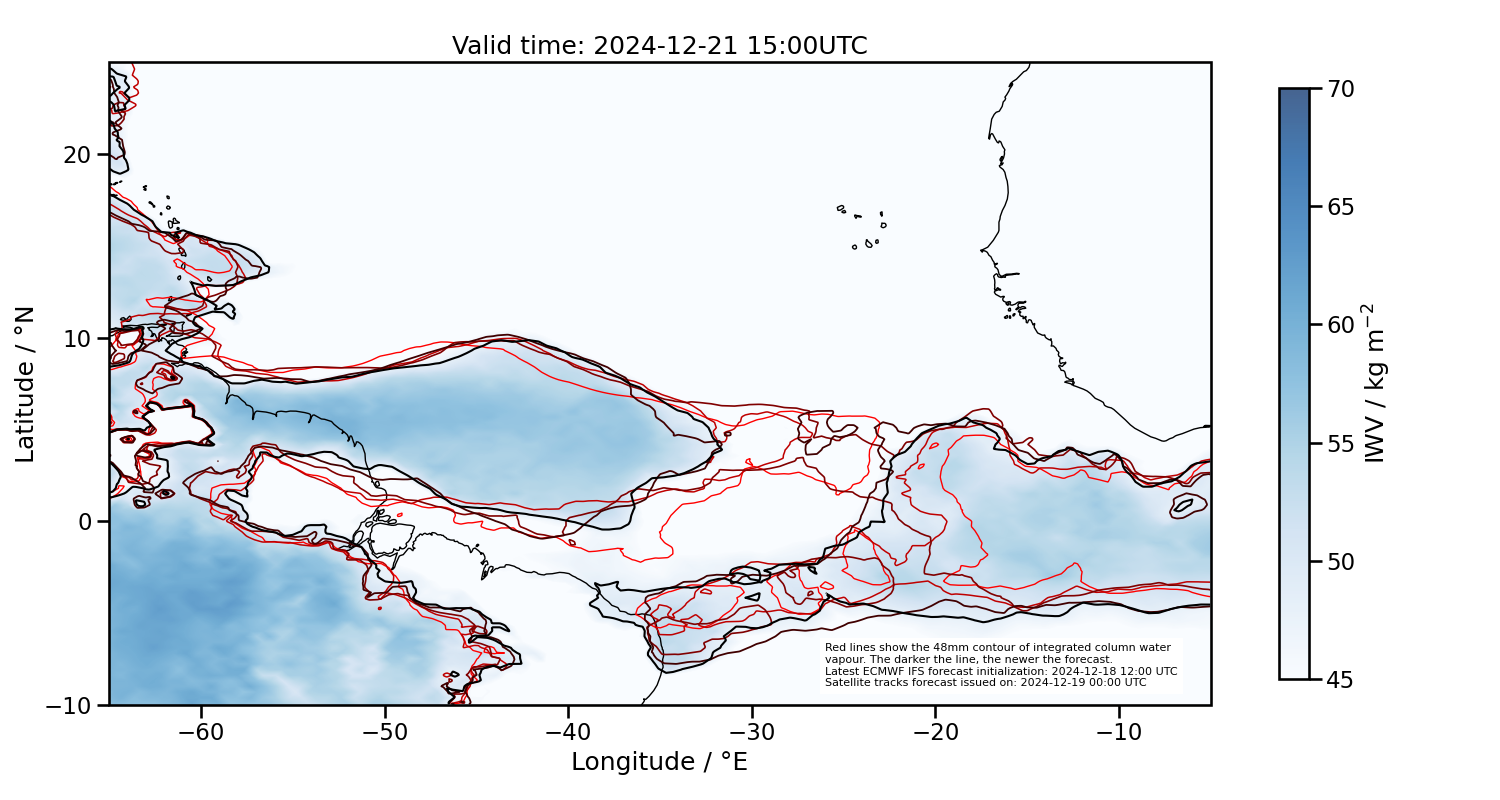 Valid time: 2024-12-21 15:00UTC
Latitude / °N
20
10
0
−10
−60
−50
−40
−30
−20
−10
Longitude / °E
Red lines show the 48mm contour of integrated column water
vapour. The darker the line, the newer the forecast.
Latest ECMWF IFS forecast initialization: 2024-12-18 12:00 UTC
Satellite tracks forecast issued on: 2024-12-19 00:00 UTC
70
65
60
55
50
45
IWV / kg m⁻²